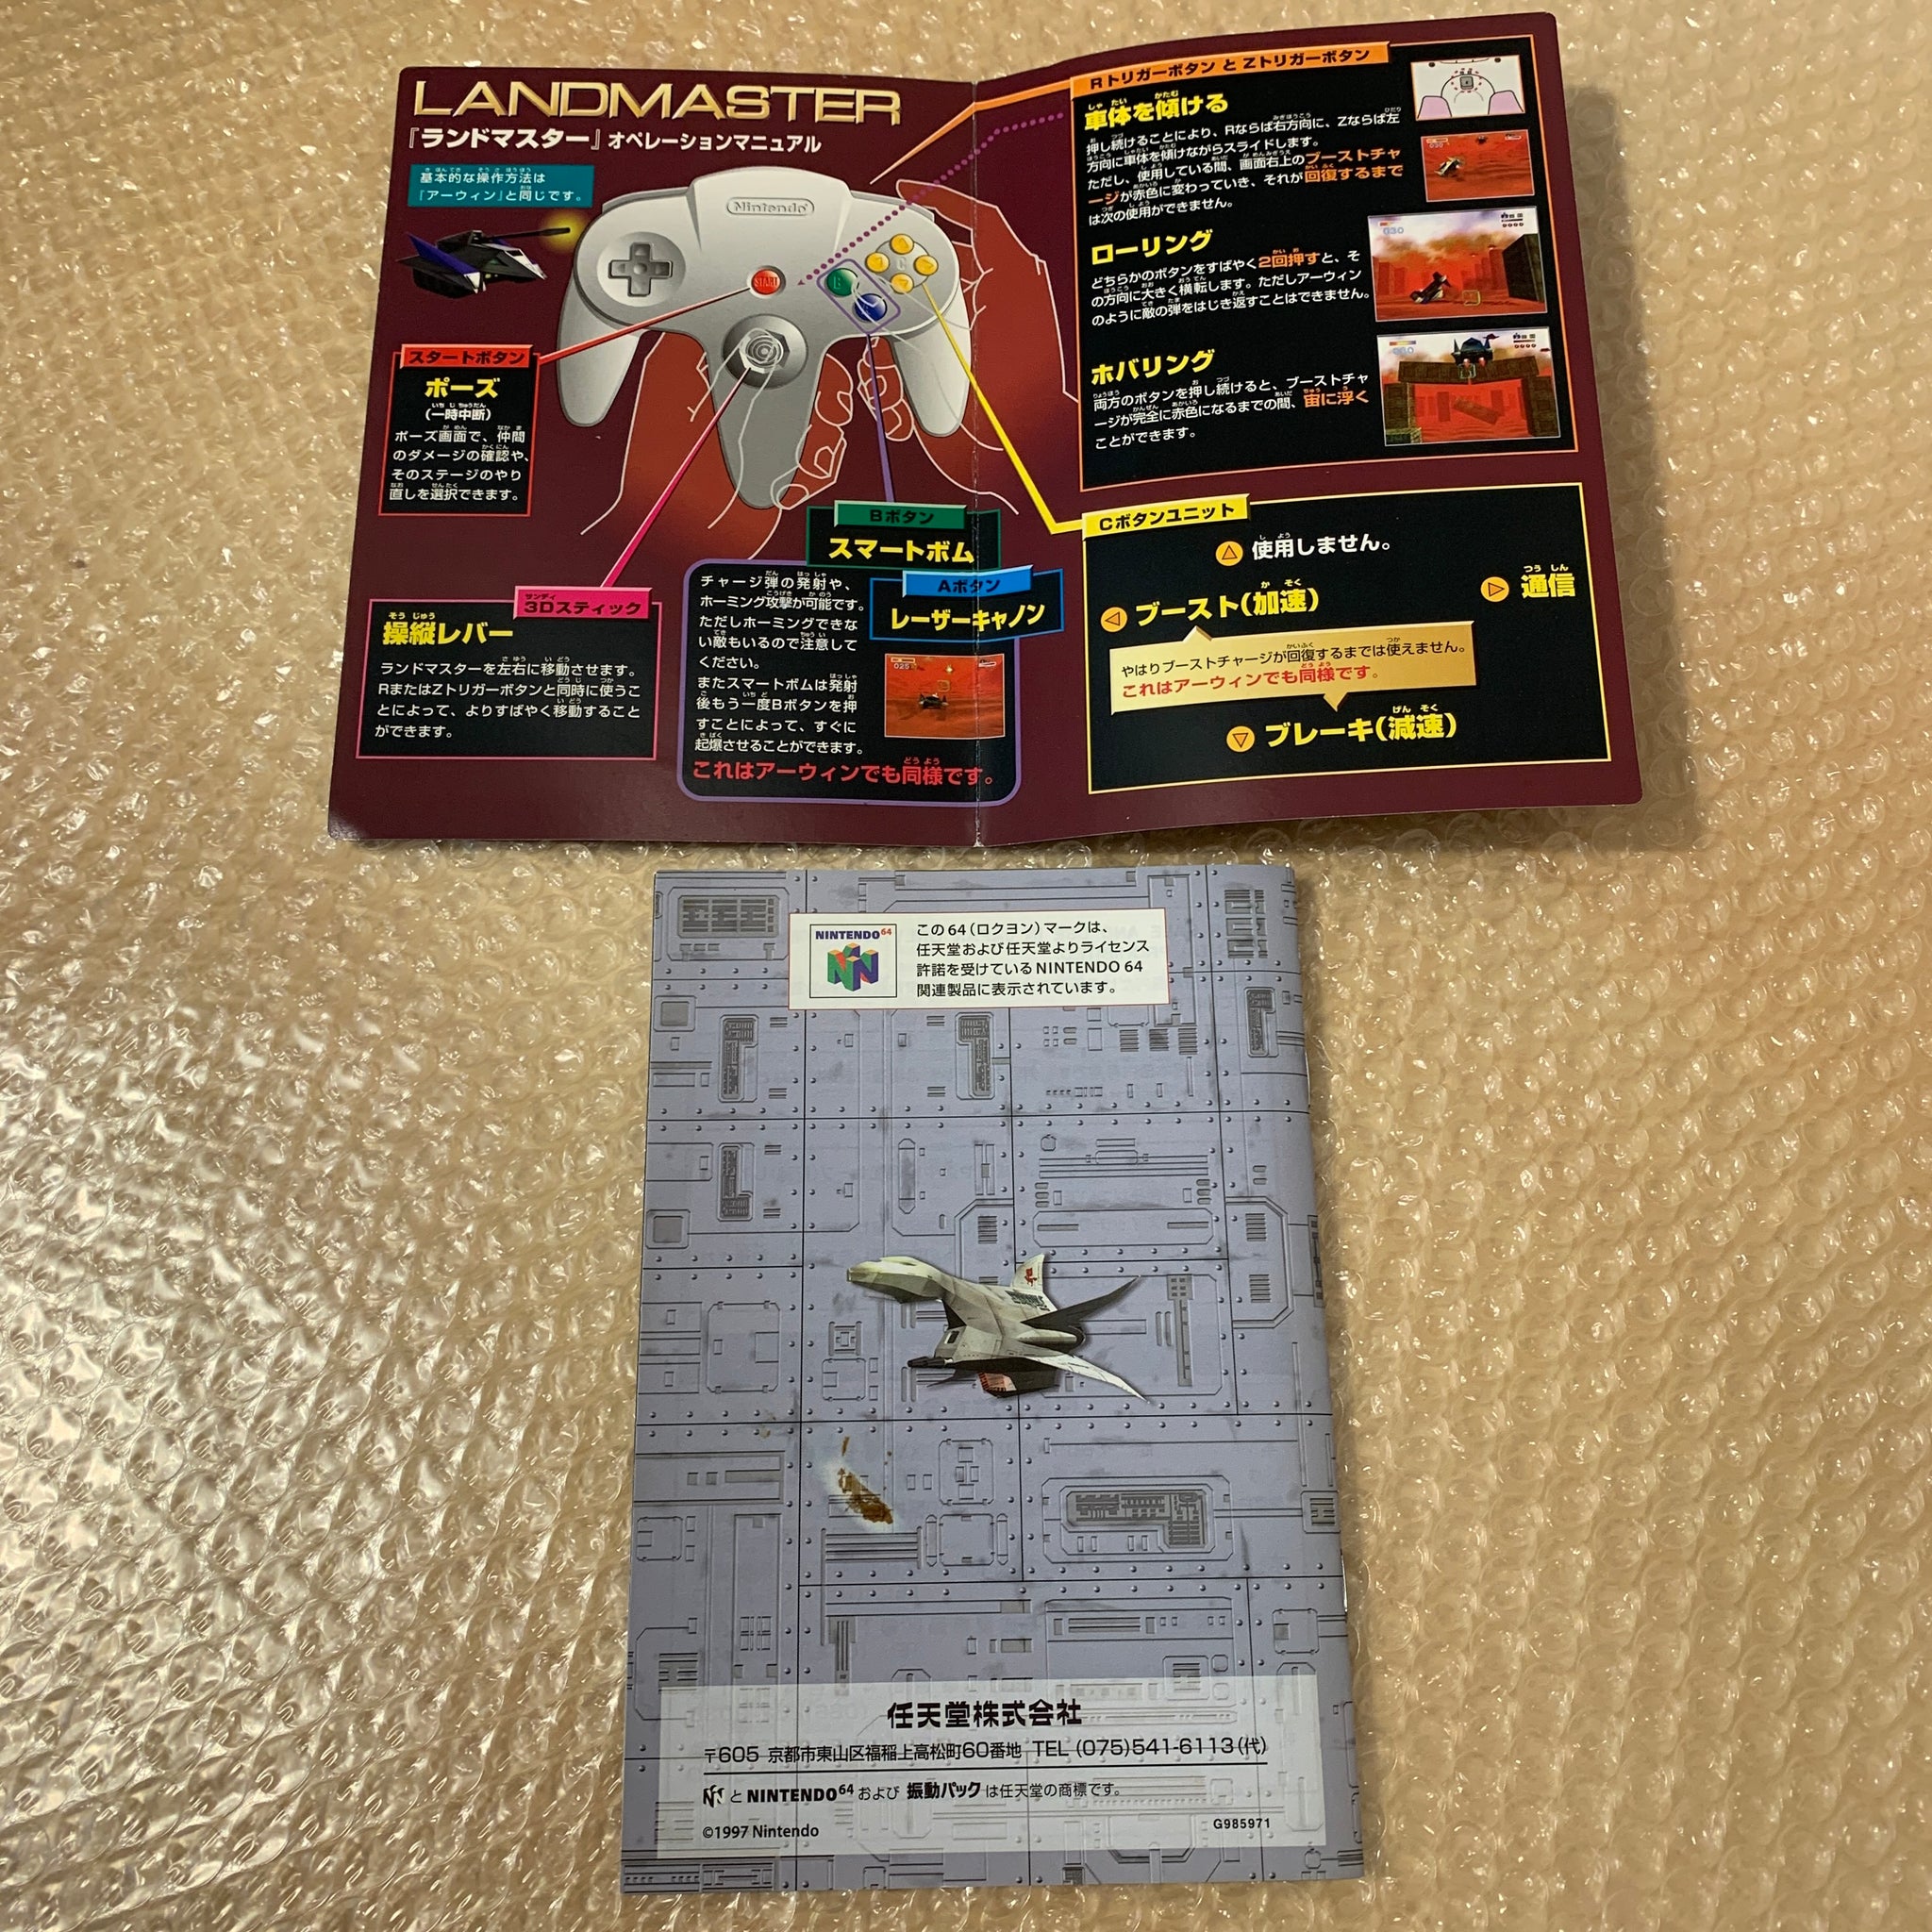 LANDMASTER
『ランドマスター』オペレーションマニュアル
基本的な操作方法は
『アーウィン』と同じです。
Nintendo
START
B
C
スタートボタン
ポーズ
(一時中断)
ポーズ画面で、仲間
のダメージの確認や、
そのステージのやり
直しを選択できます。
3Dスティック
操縦レバー
ランドマスターを左右に移動させます。
RまたはZトリガーボタンと同時に使うこ
とによって、よりすばやく移動すること
ができます。
Bボタン
スマートボム
Aボタン
レーザーキャノン
チャージ弾の発射や、
ホーミング攻撃が可能です。
ただしホーミングできな
い敵もいるので注意して
ください。
またスマートボムは発射
後もう一度Bボタンを押
すことによって、すぐに
起爆させることができます。
これはアーウィンでも同様です。
RトリガーボタンとZトリガーボタン
車体を傾ける
押し続けることにより、Rならば右方向に、Zならば左
方向に車体を傾けながらスライドします。
ただし、使用している間、画面右上のブーストチャ
ージが赤色に変わっていき、それが回復するまで
は次の使用ができません。
ローリング
どちらかのボタンをすばやく2回押すと、そ
の方向に大きく横転します。ただしアーウィン
のように敵の弾をはじき返すことはできません。
ホバリング
両方のボタンを押し続けると、ブーストチャ
ージが完全に赤色になるまでの間、宙に浮く
ことができます。
Cボタンユニット
△ 使用しません。
▷ 通信
◁ ブースト(加速)
やはりブーストチャージが回復するまでは使えません。
これはアーウィンでも同様です。
▽ ブレーキ(減速)
NINTENDO64
この64(ロクヨン)マークは、
任天堂および任天堂よりライセンス
許諾を受けているNINTENDO 64
関連製品に表示されています。
任天堂株式会社
〒605 京都市東山区福稲上高松町60番地 TEL (075)541-6113(代)
とNINTENDO64および 振動パックは任天堂の商標です。
©1997 Nintendo
G985971